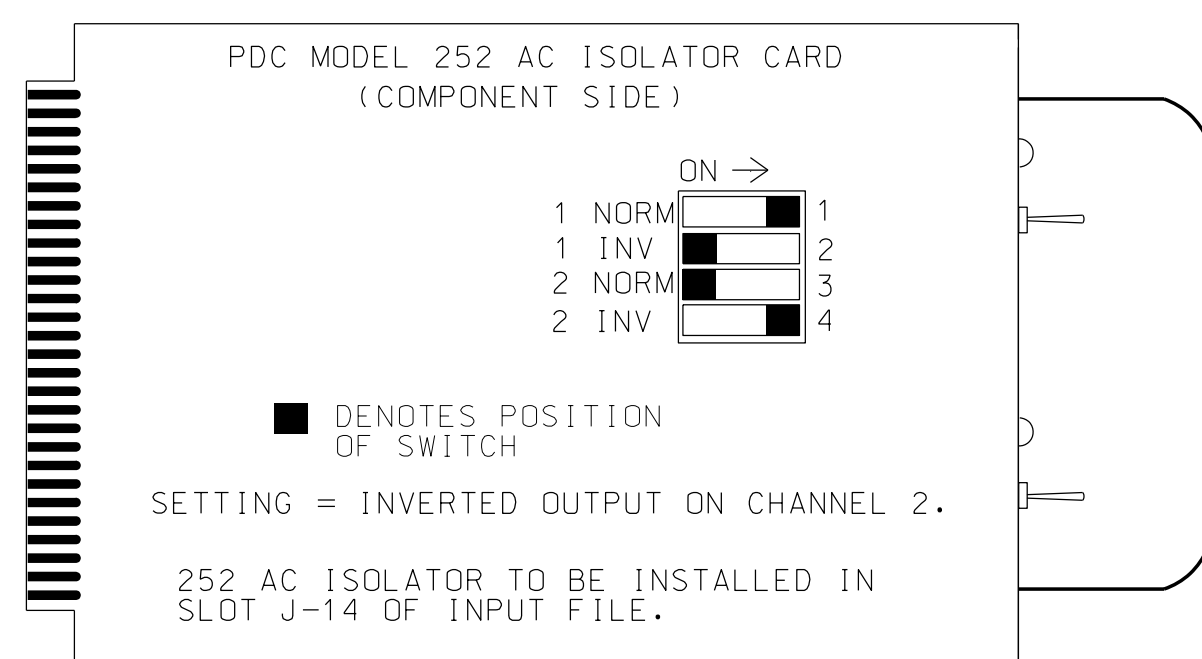 PDC MODEL 252 AC ISOLATOR CARD
(COMPONENT SIDE)
ON →
1 NORM 1
1 INV 2
2 NORM 3
2 INV 4
DENOTES POSITION
OF SWITCH
SETTING = INVERTED OUTPUT ON CHANNEL 2.
252 AC ISOLATOR TO BE INSTALLED IN
SLOT J-14 OF INPUT FILE.